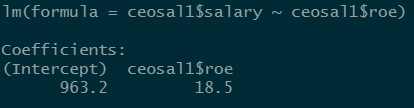 lm(formula = ceosal1$salary ~ ceosal1$roe)
Coefficients:
(Intercept)  ceosal1$roe
963.2         18.5